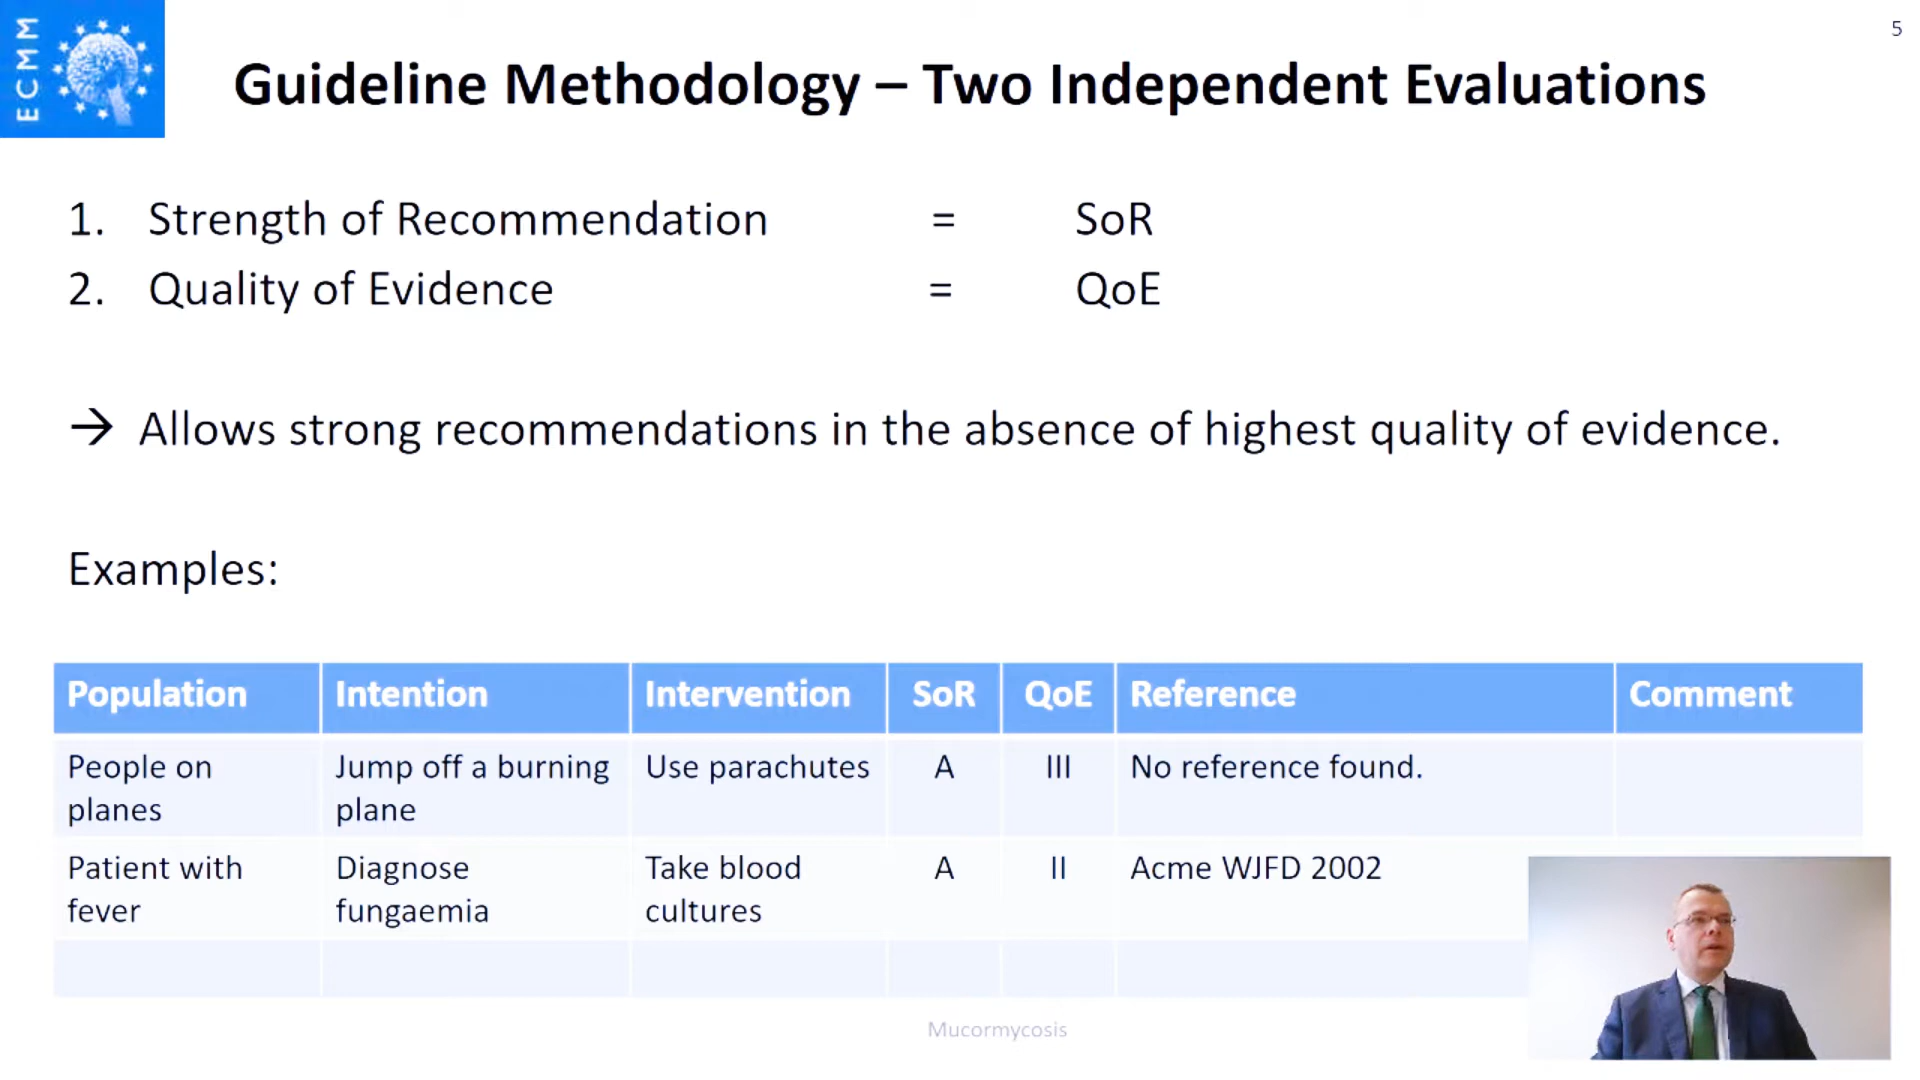 ECMM
5
Guideline Methodology – Two Independent Evaluations
1. Strength of Recommendation = SoR
2. Quality of Evidence = QoE
→ Allows strong recommendations in the absence of highest quality of evidence.
Examples:
Population Intention Intervention SoR QoE Reference Comment
People on Jump off a burning Use parachutes A III No reference found.
planes plane
Patient with Diagnose Take blood A II Acme WJFD 2002
fever fungaemia cultures
Mucormycosis